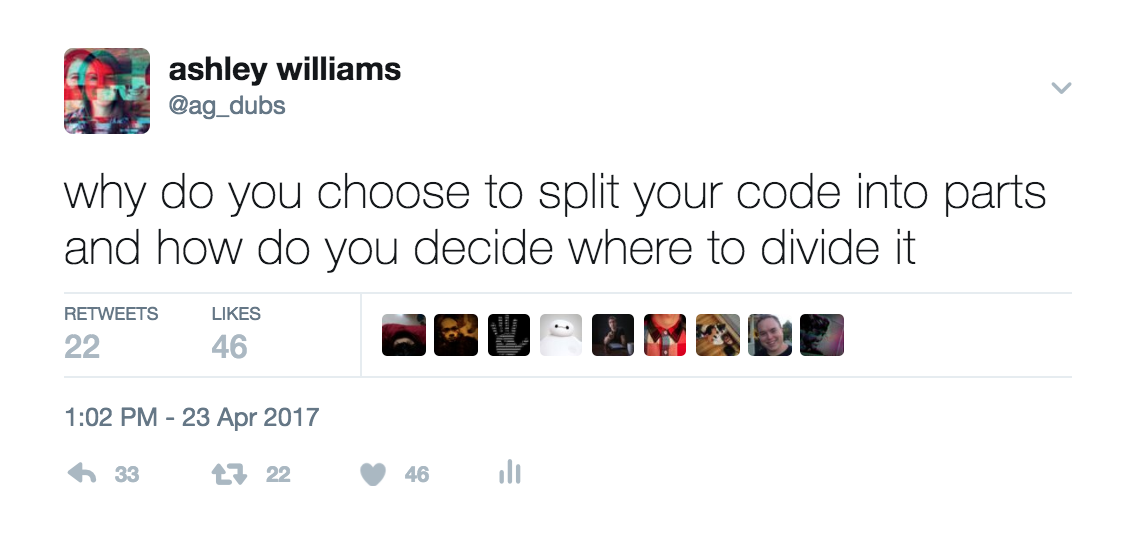 ashley williams
@ag_dubs
why do you choose to split your code into parts
and how do you decide where to divide it
RETWEETS LIKES
22 46
1:02 PM - 23 Apr 2017
33 22 46